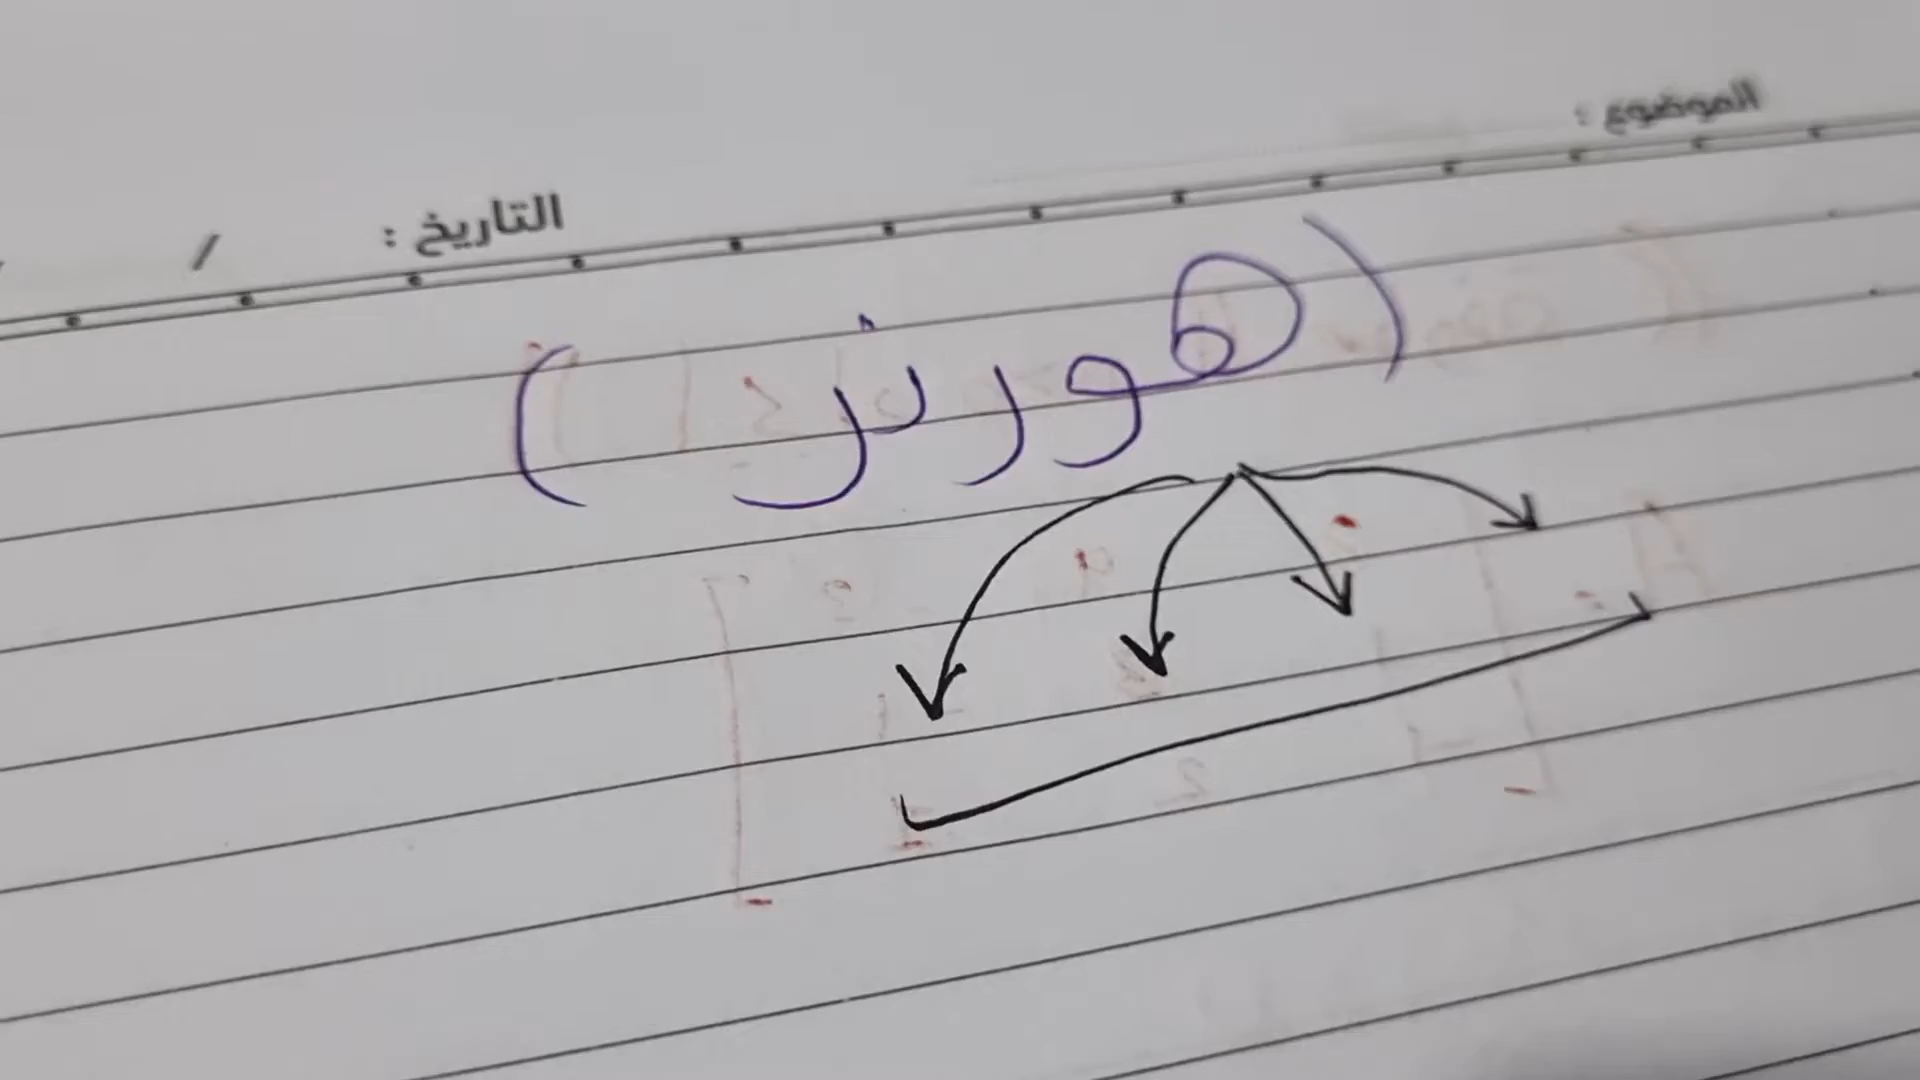 الموضوع :
التاريخ : /
(هورنر)